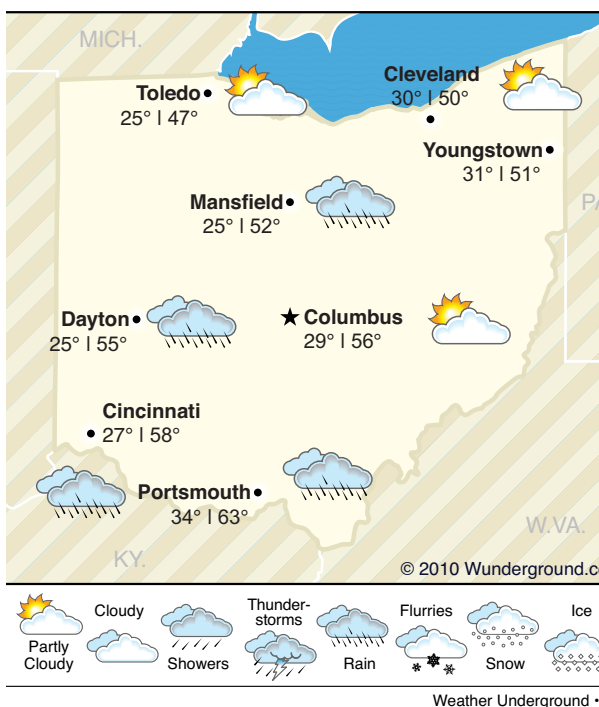 MICH.
Cleveland
30° | 50°
Toledo
25° | 47°
Youngstown
31° | 51°
Mansfield
25° | 52°
PA
Dayton
25° | 55°
Columbus
29° | 56°
Cincinnati
27° | 58°
Portsmouth
34° | 63°
W.VA.
KY.
© 2010 Wunderground.co
Partly
Cloudy
Cloudy
Showers
Thunder-
storms
Rain
Flurries
Snow
Ice
Weather Underground •